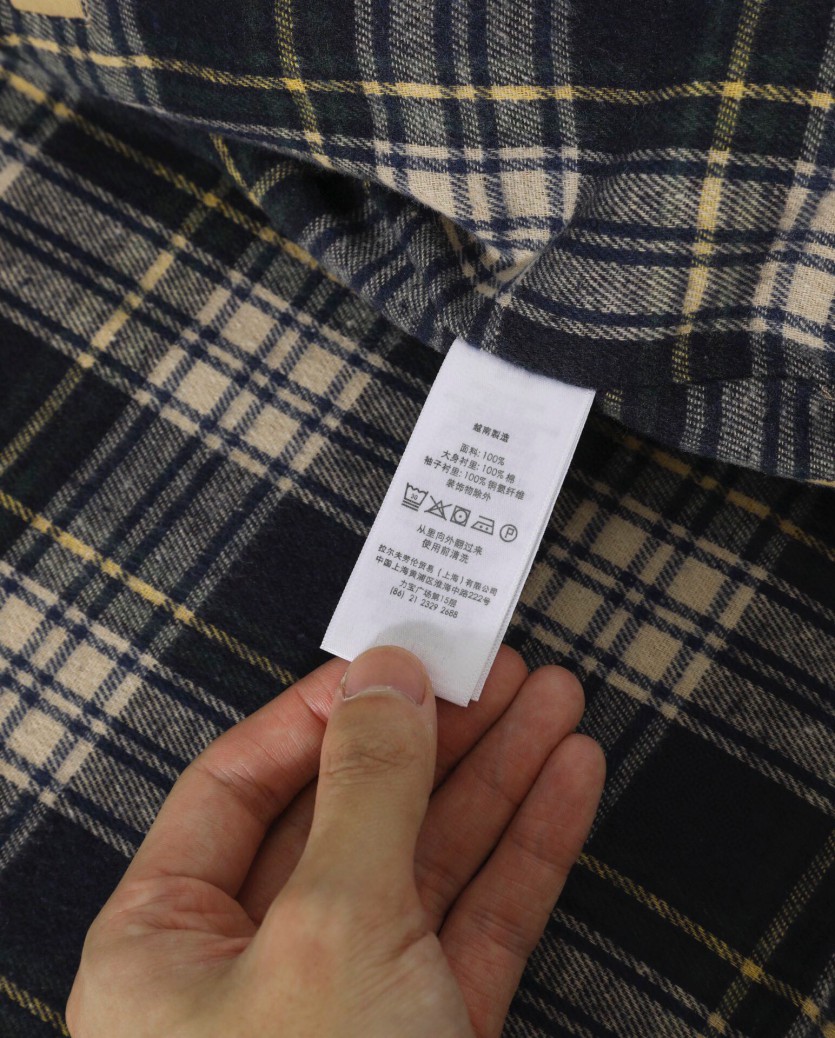 越南製造
面料: 100%
大身衬里: 100% 棉
袖子衬里: 100% 铜氨纤维
装饰物除外
30 P
从里向外翻过来
使用前清洗
拉尔夫劳伦贸易 (上海) 有限公司
中国上海黄浦区淮海中路222号
力宝广场第15层
(86) 21 2329 2688